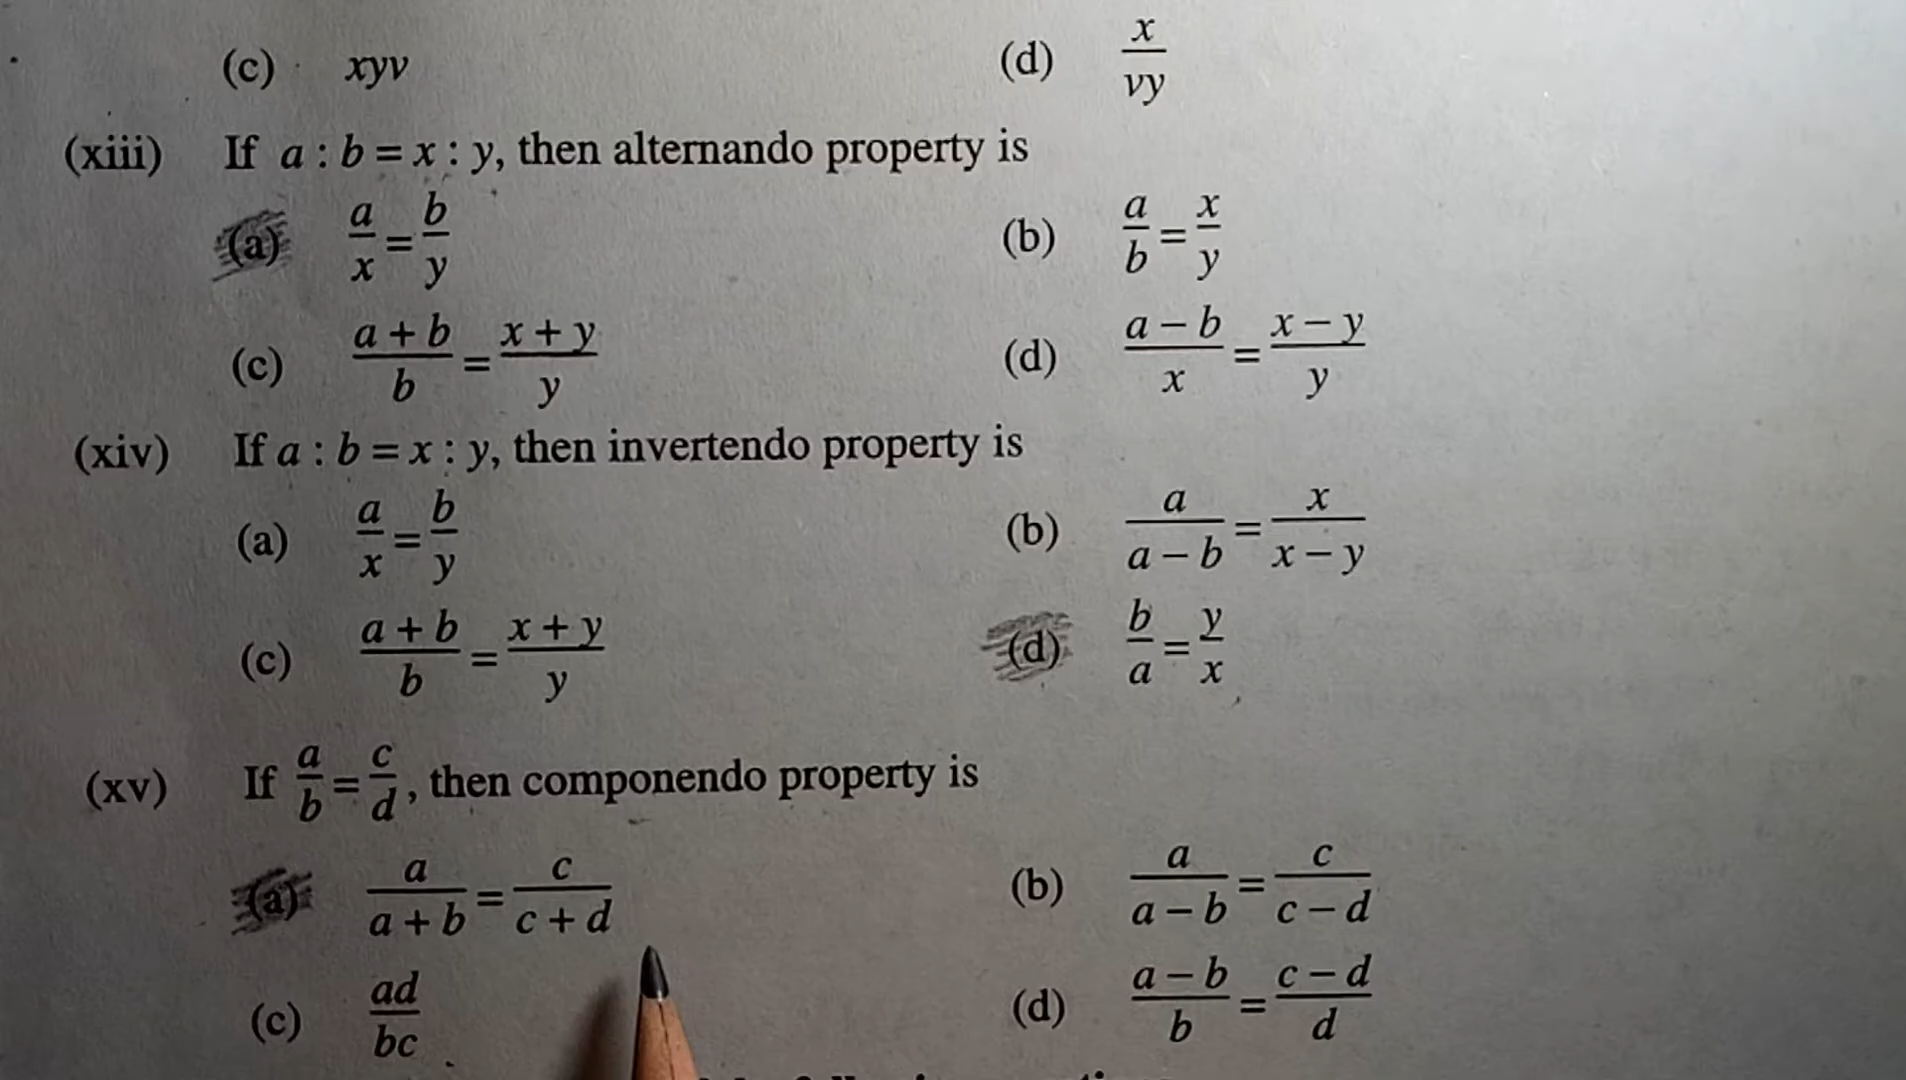 (c) xyv (d) x/vy
(xiii) If a : b = x : y, then alternando property is
(a) a/x = b/y (b) a/b = x/y
(c) (a + b)/b = (x + y)/y (d) (a − b)/x = (x − y)/y
(xiv) If a : b = x : y, then invertendo property is
(a) a/x = b/y (b) a/(a − b) = x/(x − y)
(c) (a + b)/b = (x + y)/y (d) b/a = y/x
(xv) If a/b = c/d, then componendo property is
(a) a/(a + b) = c/(c + d) (b) a/(a − b) = c/(c − d)
(c) ad/bc (d) (a − b)/b = (c − d)/d